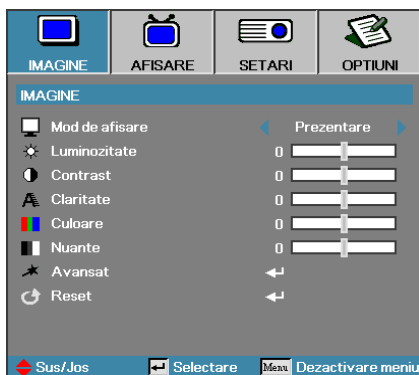 IMAGINE AFISARE SETARI OPTIUNI
IMAGINE
Mod de afisare Prezentare
Luminozitate 0
Contrast 0
Claritate 0
Culoare 0
Nuante 0
Avansat
Reset
Sus/Jos Selectare Menu Dezactivare meniu